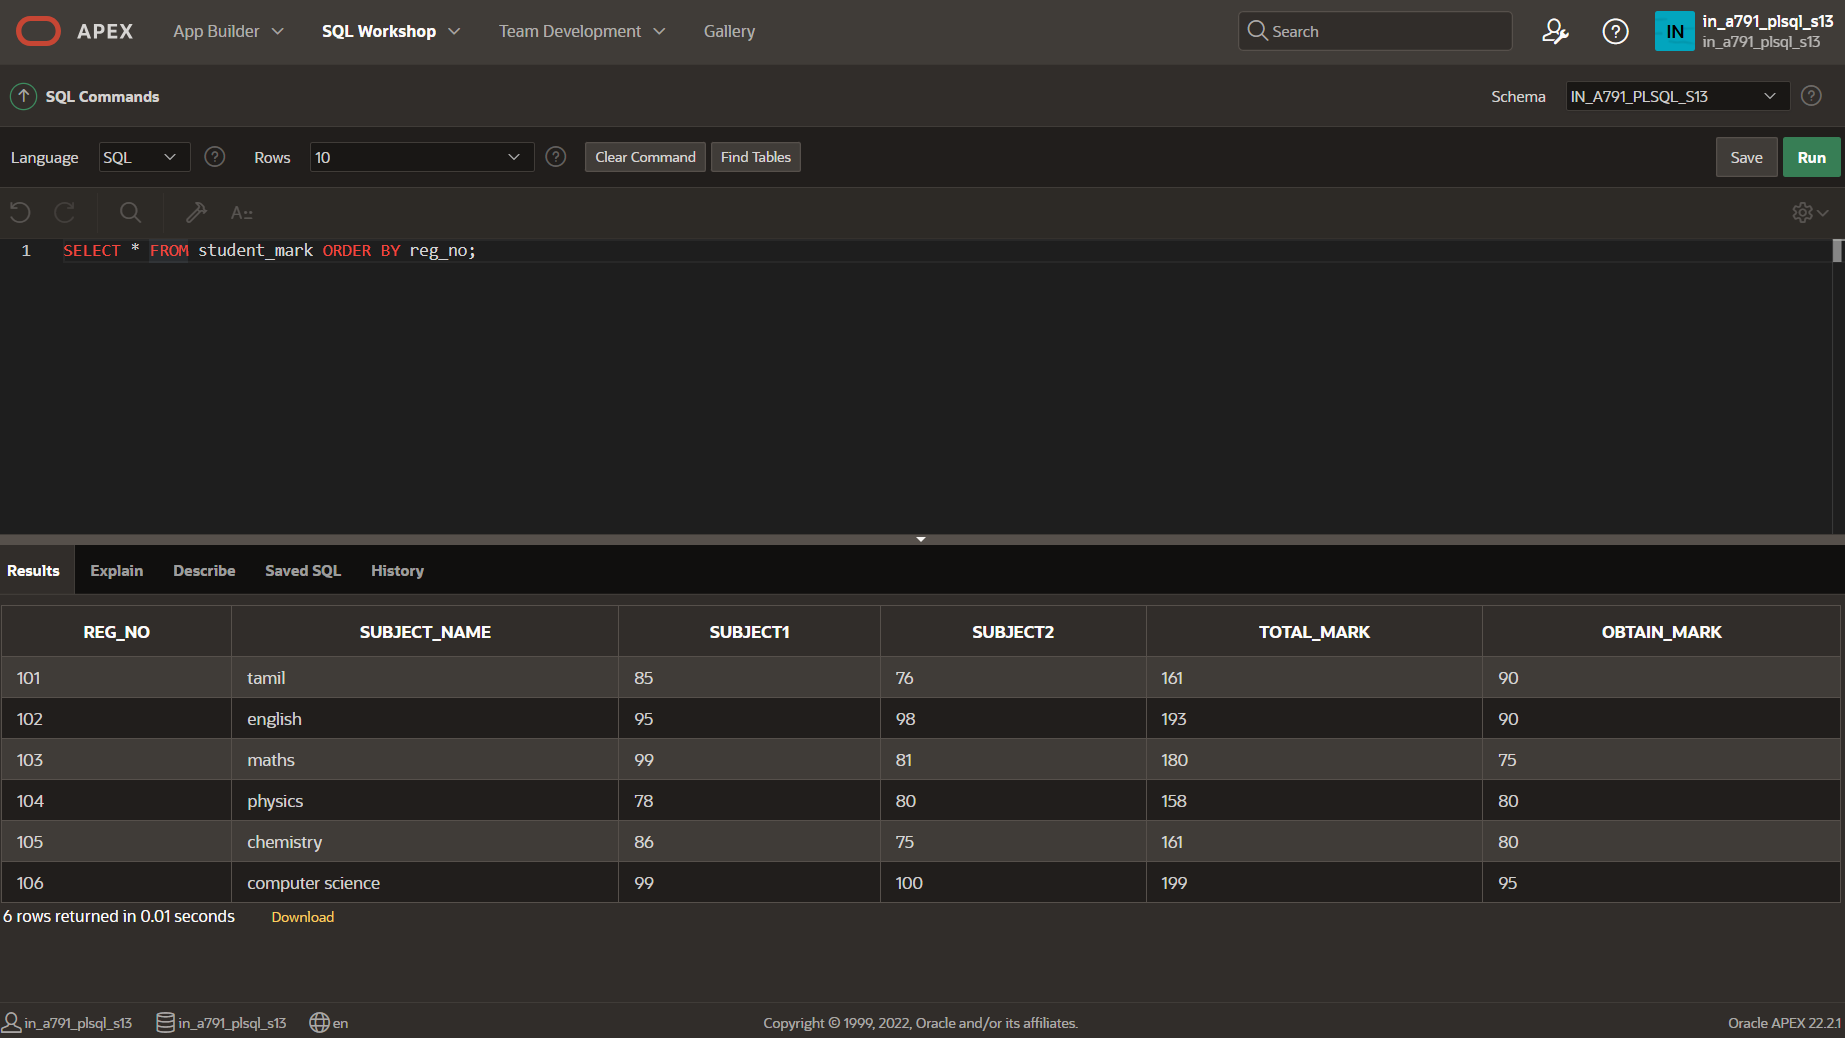 APEX App Builder SQL Workshop Team Development Gallery Search IN in_a791_plsql_s13
in_a791_plsql_s13
SQL Commands Schema IN_A791_PLSQL_S13
Language SQL Rows 10 Clear Command Find Tables Save Run
A
1 SELECT * FROM student_mark ORDER BY reg_no;
Results Explain Describe Saved SQL History
REG_NO SUBJECT_NAME SUBJECT1 SUBJECT2 TOTAL_MARK OBTAIN_MARK
101 tamil 85 76 161 90
102 english 95 98 193 90
103 maths 99 81 180 75
104 physics 78 80 158 80
105 chemistry 86 75 161 80
106 computer science 99 100 199 95
6 rows returned in 0.01 seconds Download
in_a791_plsql_s13 in_a791_plsql_s13 en Copyright © 1999, 2022, Oracle and/or its affiliates. Oracle APEX 22.2.1